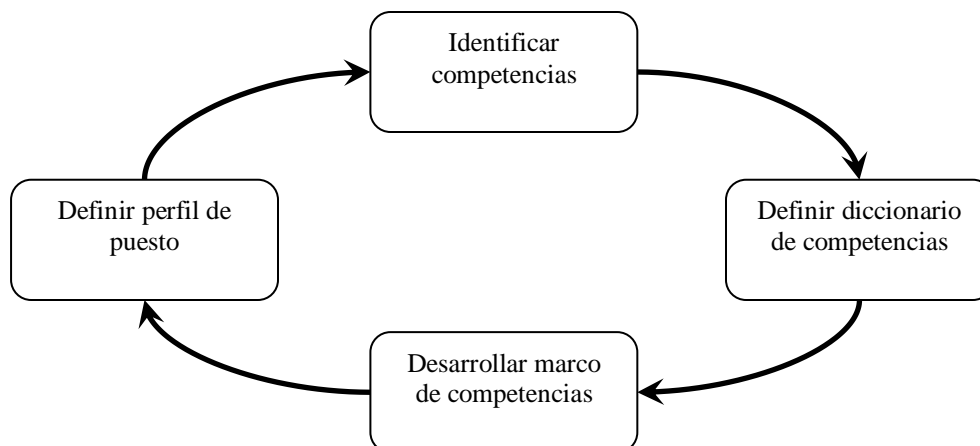 Identificar
competencias
Definir perfil de
puesto
Definir diccionario
de competencias
Desarrollar marco
de competencias